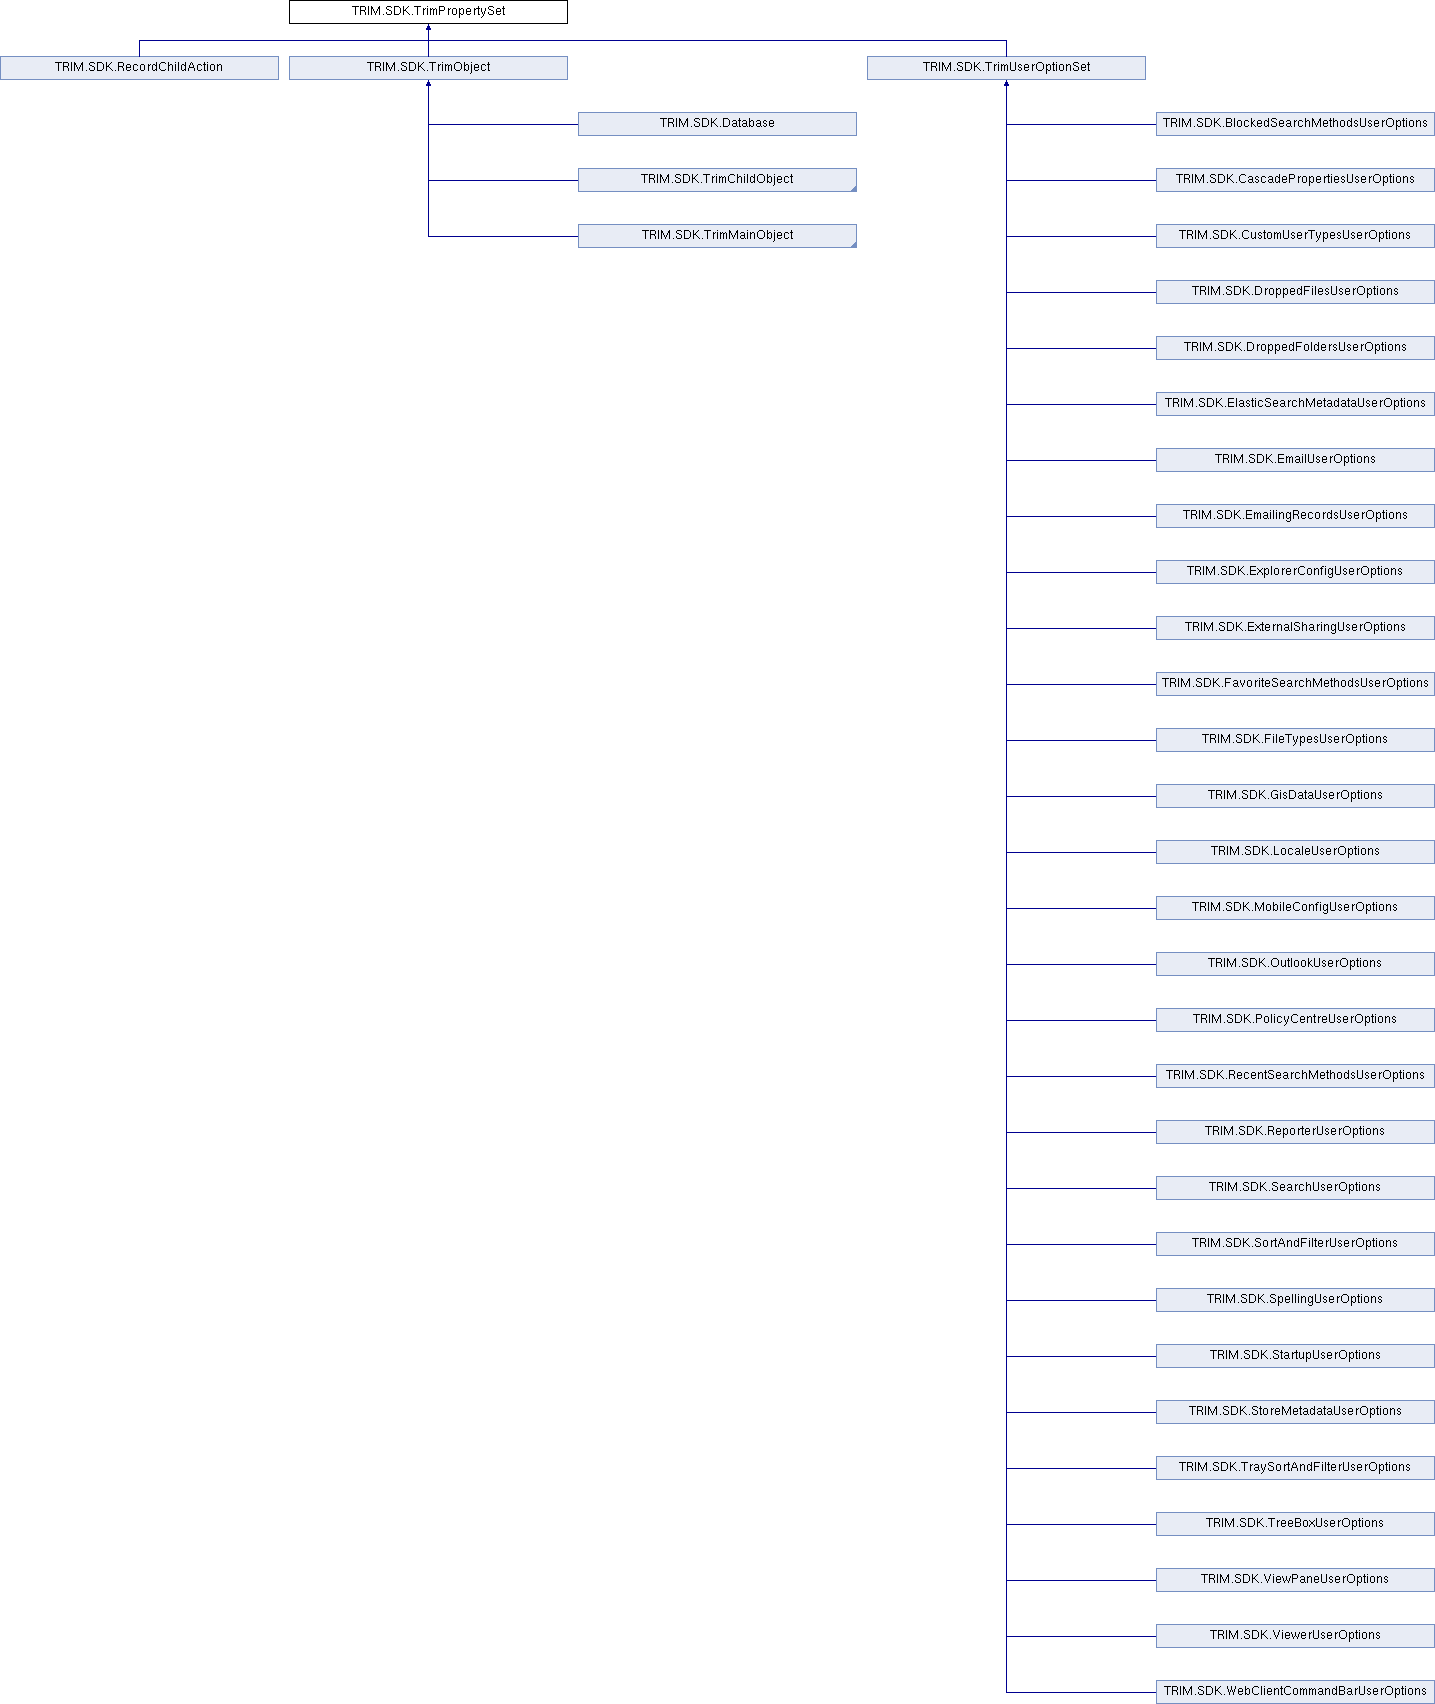 TRIM.SDK.TrimPropertySet
TRIM.SDK.RecordChildAction
TRIM.SDK.TrimObject
TRIM.SDK.TrimUserOptionSet
TRIM.SDK.Database
TRIM.SDK.TrimChildObject
TRIM.SDK.TrimMainObject
TRIM.SDK.BlockedSearchMethodsUserOptions
TRIM.SDK.CascadePropertiesUserOptions
TRIM.SDK.CustomUserTypesUserOptions
TRIM.SDK.DroppedFilesUserOptions
TRIM.SDK.DroppedFoldersUserOptions
TRIM.SDK.ElasticSearchMetadataUserOptions
TRIM.SDK.EmailUserOptions
TRIM.SDK.EmailingRecordsUserOptions
TRIM.SDK.ExplorerConfigUserOptions
TRIM.SDK.ExternalSharingUserOptions
TRIM.SDK.FavoriteSearchMethodsUserOptions
TRIM.SDK.FileTypesUserOptions
TRIM.SDK.GisDataUserOptions
TRIM.SDK.LocaleUserOptions
TRIM.SDK.MobileConfigUserOptions
TRIM.SDK.OutlookUserOptions
TRIM.SDK.PolicyCentreUserOptions
TRIM.SDK.RecentSearchMethodsUserOptions
TRIM.SDK.ReporterUserOptions
TRIM.SDK.SearchUserOptions
TRIM.SDK.SortAndFilterUserOptions
TRIM.SDK.SpellingUserOptions
TRIM.SDK.StartupUserOptions
TRIM.SDK.StoreMetadataUserOptions
TRIM.SDK.TraySortAndFilterUserOptions
TRIM.SDK.TreeBoxUserOptions
TRIM.SDK.ViewPaneUserOptions
TRIM.SDK.ViewerUserOptions
TRIM.SDK.WebClientCommandBarUserOptions